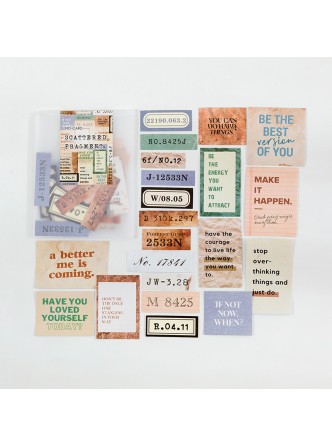 SCATTERED
FRAGMENTS
J-12533N
22190.063.3
NO.8425J
6f/NO.12
J-12533N
W/08.05
B 310k.297
2533N
No. 17841
JW-3.28
M 8425
R.04.11
YOU CAN
DO HARD
THINGS
BE
THE
ENERGY
YOU
WANT
TO
ATTRACT
have the
courage
to live life
the way
you want
to.
IF NOT
NOW,
WHEN?
BE THE
BEST
version
OF YOU
MAKE
IT
HAPPEN.
stop
over-
thinking
things and
just do.
a better
me is
coming.
HAVE YOU
LOVED
YOURSELF
TODAY?
DON'T BE
THE ONLY
ONE
STANDING
IN YOUR
WAY